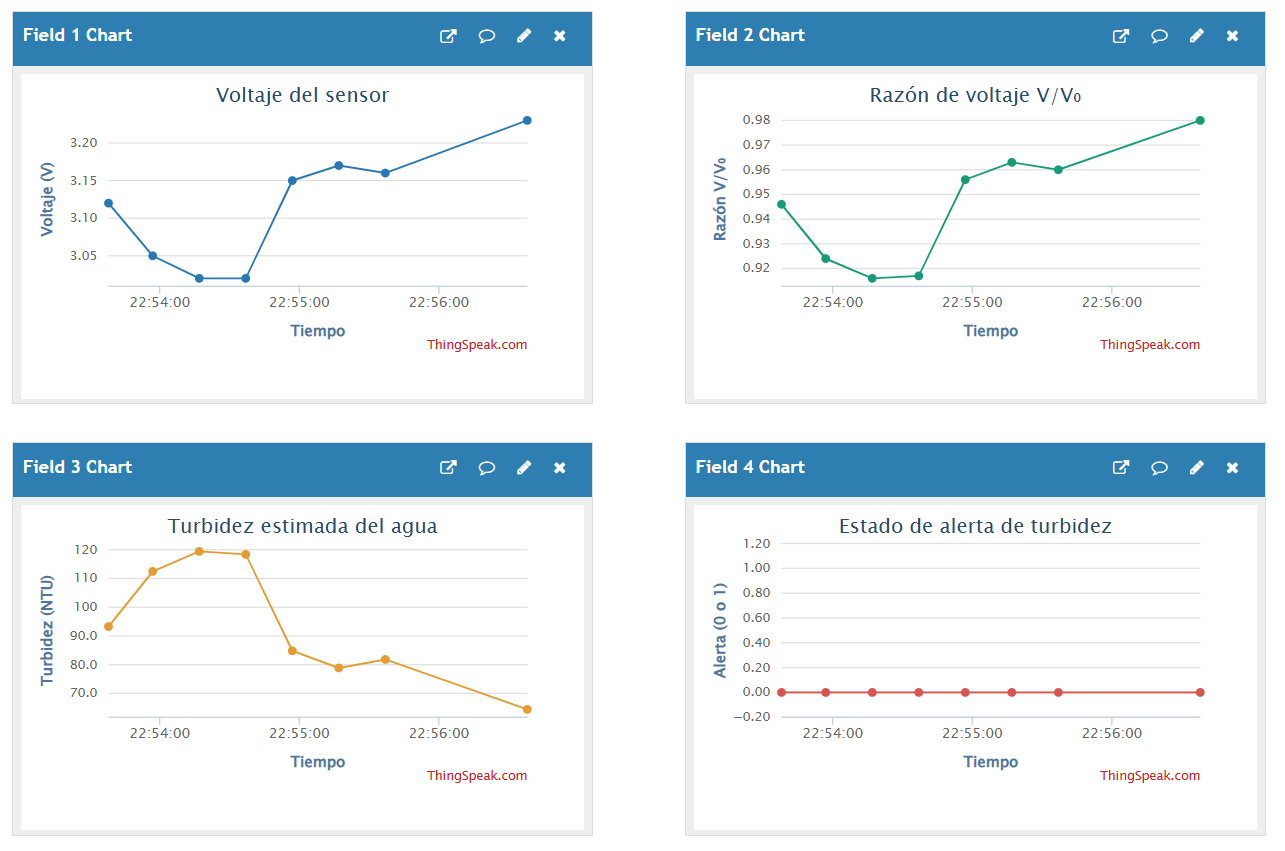 Field 1 Chart
Voltaje del sensor
Voltaje (V)
3.20
3.15
3.10
3.05
22:54:00 22:55:00 22:56:00
Tiempo
ThingSpeak.com
Field 2 Chart
Razón de voltaje V/V₀
Razón V/V₀
0.98
0.97
0.96
0.95
0.94
0.93
0.92
22:54:00 22:55:00 22:56:00
Tiempo
ThingSpeak.com
Field 3 Chart
Turbidez estimada del agua
Turbidez (NTU)
120
110
100
90.0
80.0
70.0
22:54:00 22:55:00 22:56:00
Tiempo
ThingSpeak.com
Field 4 Chart
Estado de alerta de turbidez
Alerta (0 o 1)
1.20
1.00
0.80
0.60
0.40
0.20
0.00
−0.20
22:54:00 22:55:00 22:56:00
Tiempo
ThingSpeak.com